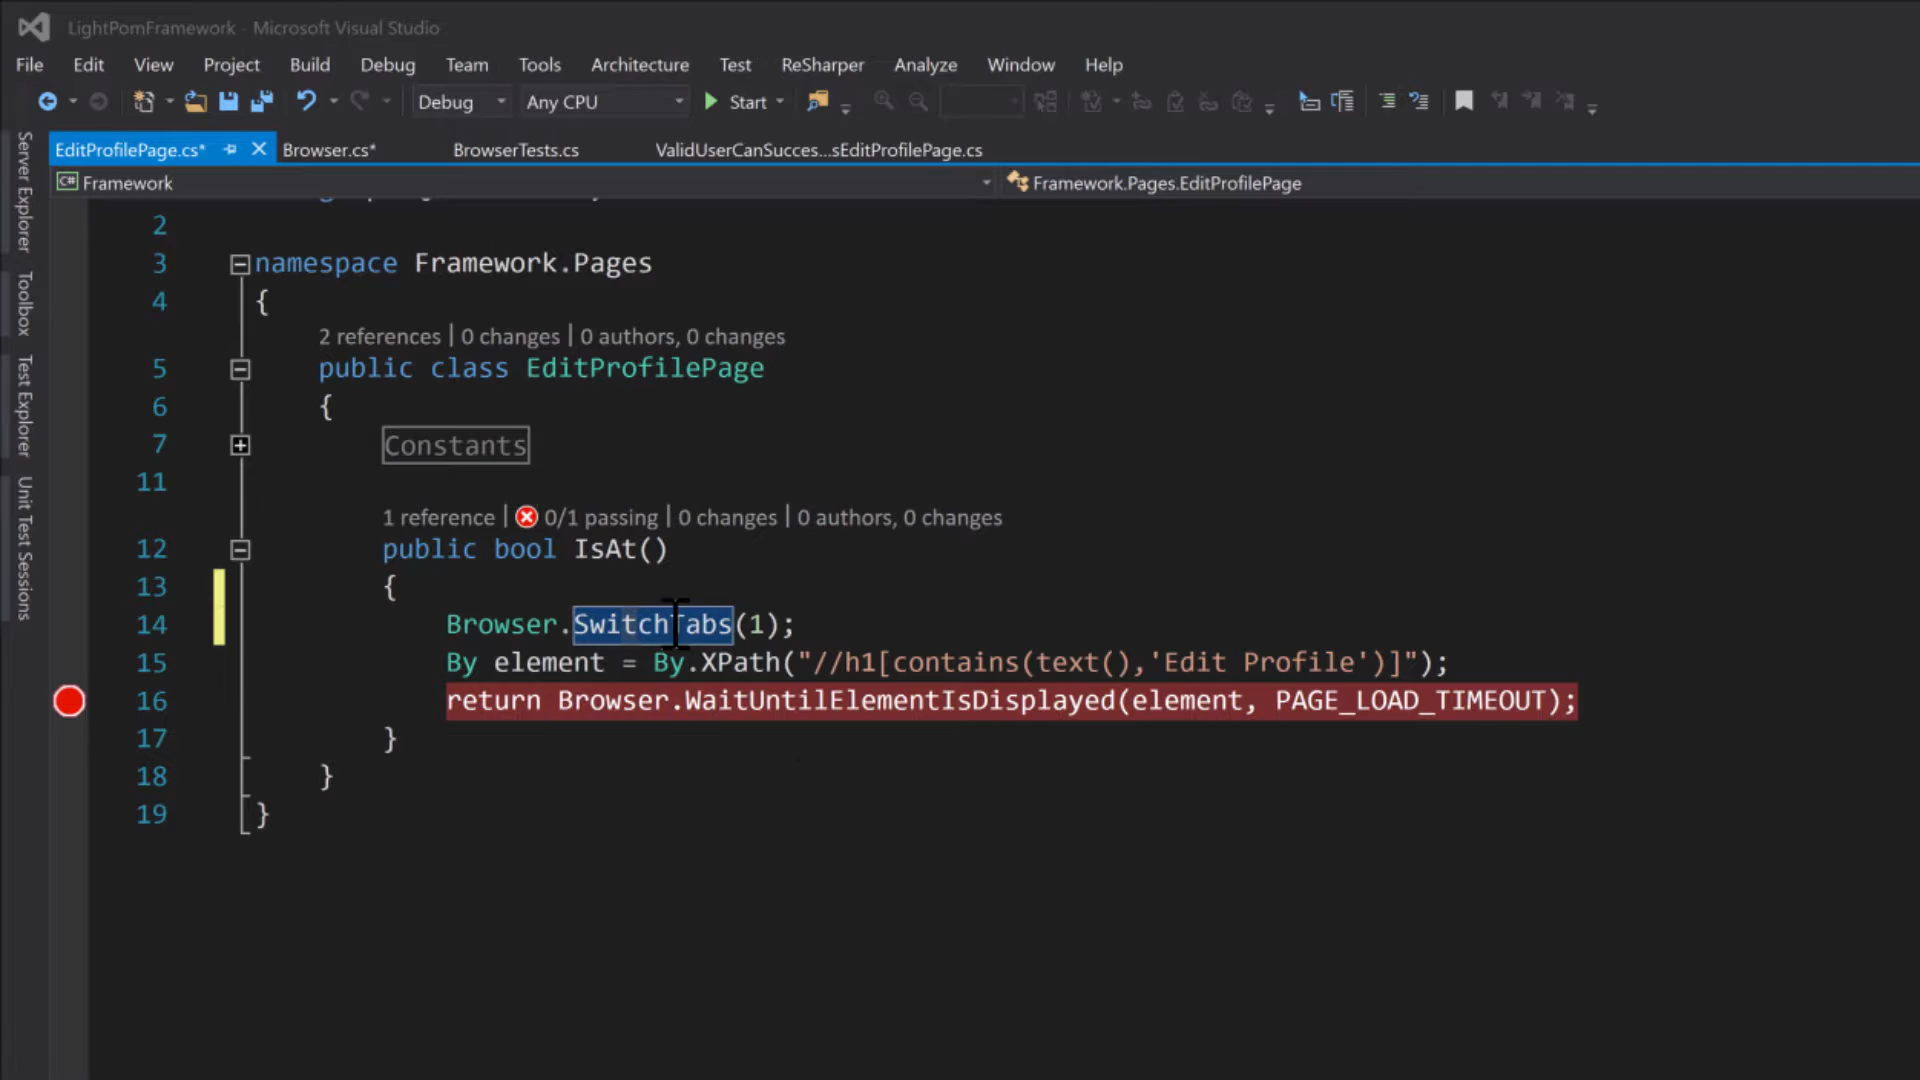 LightPomFramework - Microsoft Visual Studio
File Edit View Project Build Debug Team Tools Architecture Test ReSharper Analyze Window Help
Debug Any CPU Start
EditProfilePage.cs* Browser.cs* BrowserTests.cs ValidUserCanSucces...sEditProfilePage.cs
C# Framework Framework.Pages.EditProfilePage
Server Explorer
Toolbox
Test Explorer
Unit Test Sessions
2
3 namespace Framework.Pages
4 {
2 references | 0 changes | 0 authors, 0 changes
5 public class EditProfilePage
6 {
7 Constants
11
1 reference | 0/1 passing | 0 changes | 0 authors, 0 changes
12 public bool IsAt()
13 {
14 Browser.SwitchTabs(1);
15 By element = By.XPath("//h1[contains(text(),'Edit Profile')]");
16 return Browser.WaitUntilElementIsDisplayed(element, PAGE_LOAD_TIMEOUT);
17 }
18 }
19 }